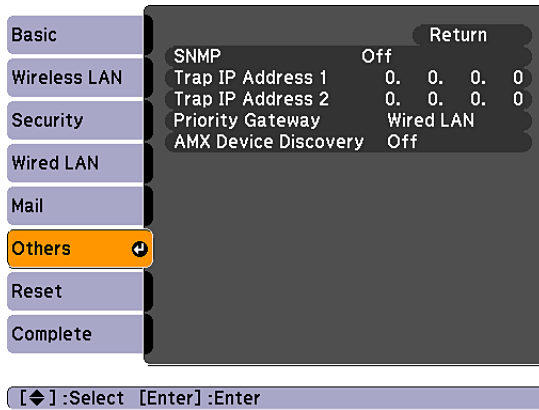 Basic
Wireless LAN
Security
Wired LAN
Mail
Others
Reset
Complete
Return
SNMP Off
Trap IP Address 1 0. 0. 0. 0
Trap IP Address 2 0. 0. 0. 0
Priority Gateway Wired LAN
AMX Device Discovery Off
[◆] :Select [Enter] :Enter